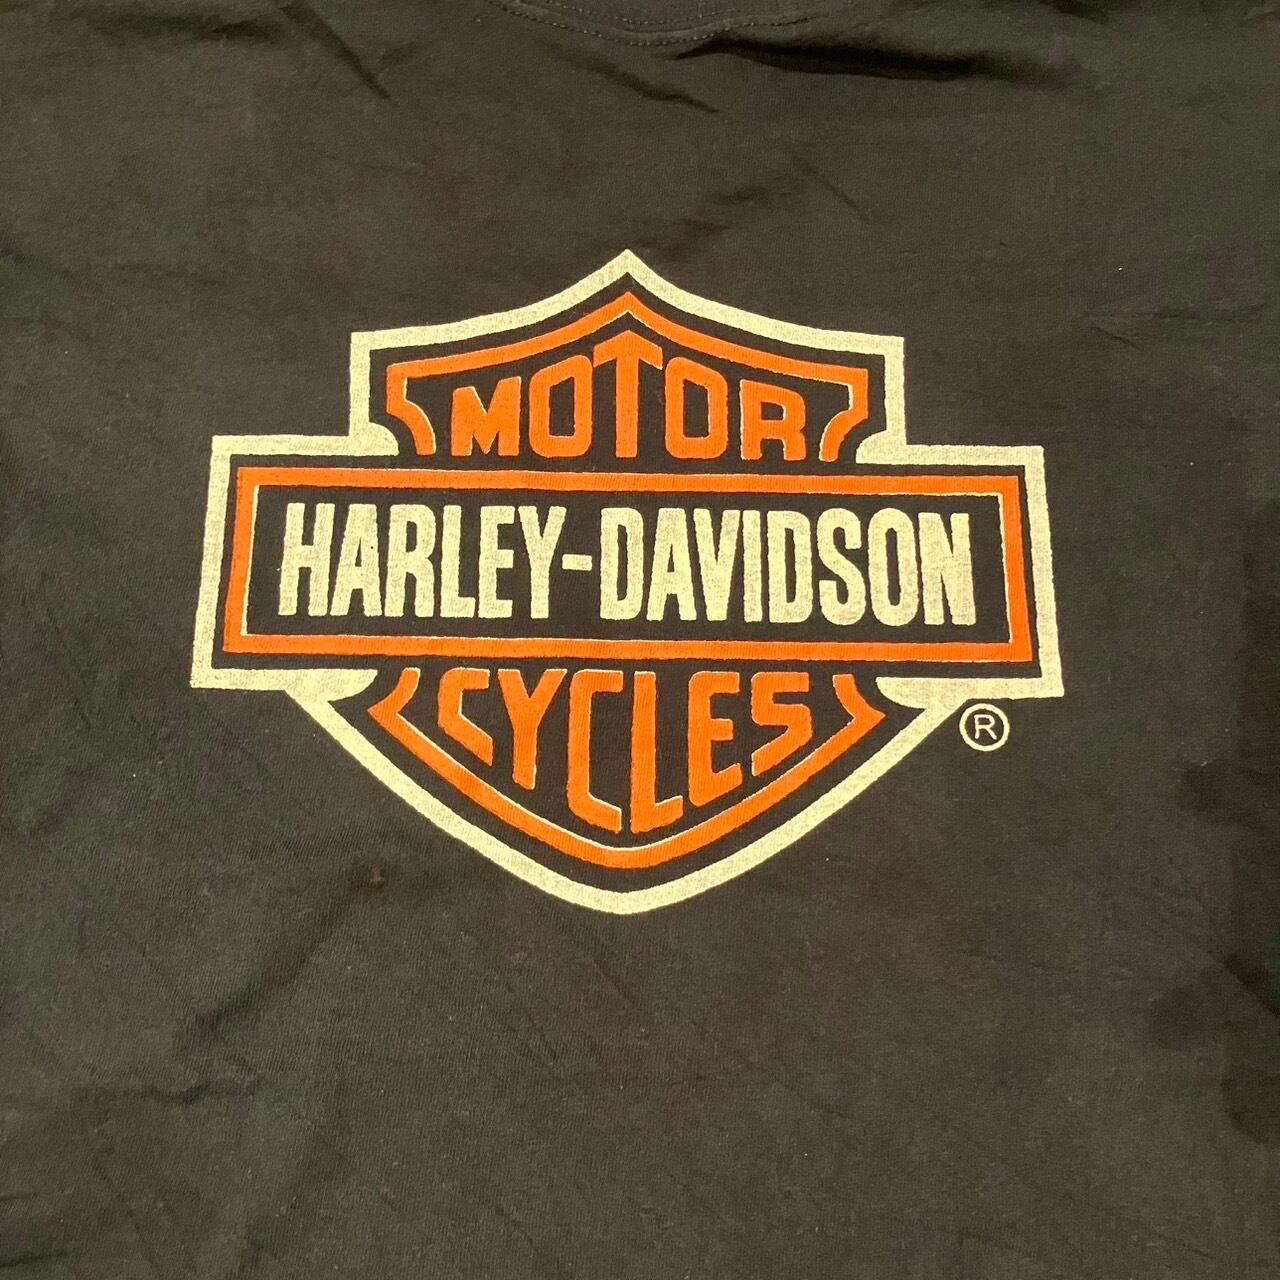 MOTOR
HARLEY-DAVIDSON
CYCLES
®